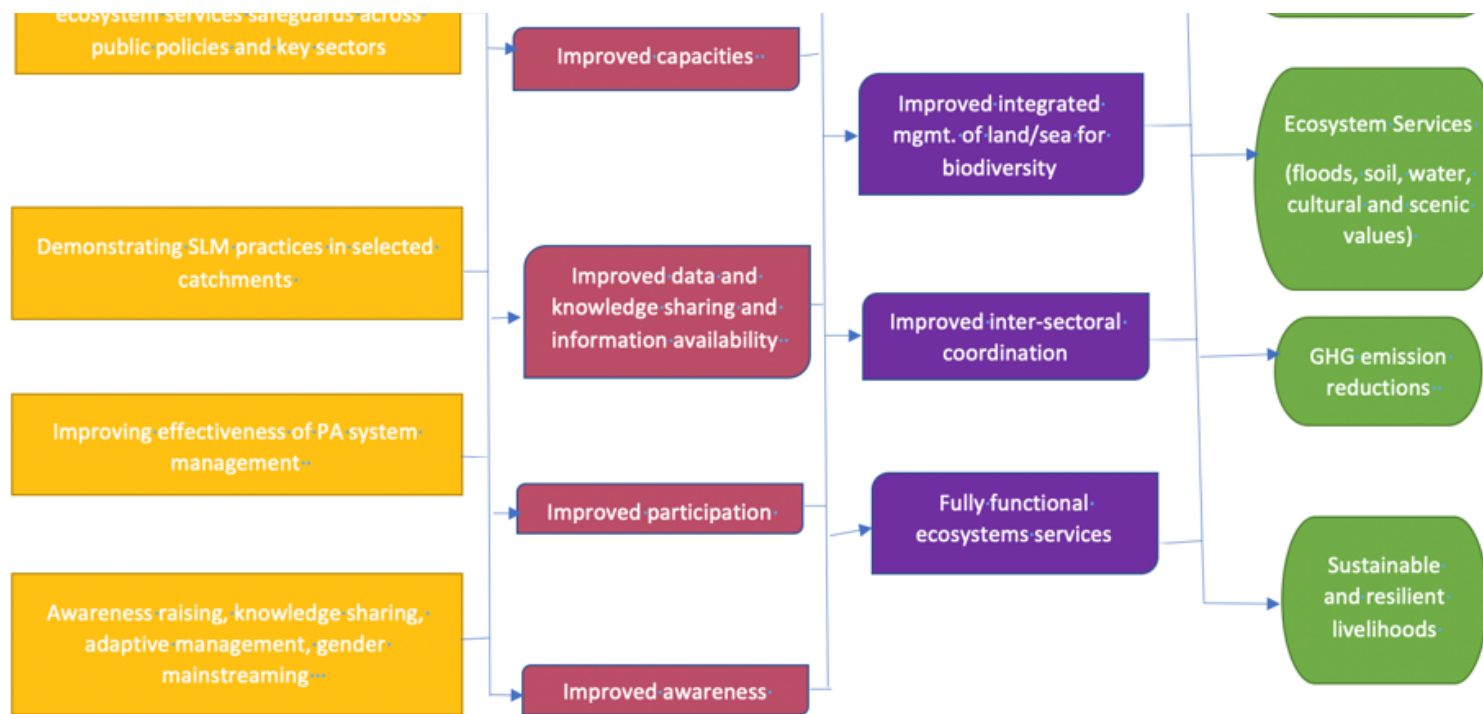 ecosystem services safeguards across
public policies and key sectors
Demonstrating SLM practices in selected
catchments
Improving effectiveness of PA system
management
Awareness raising, knowledge sharing,
adaptive management, gender
mainstreaming
Improved capacities
Improved data and
knowledge sharing and
information availability
Improved participation
Improved awareness
Improved integrated
mgmt. of land/sea for
biodiversity
Improved inter-sectoral
coordination
Fully functional
ecosystems services
Ecosystem Services
(floods, soil, water,
cultural and scenic
values)
GHG emission
reductions
Sustainable
and resilient
livelihoods